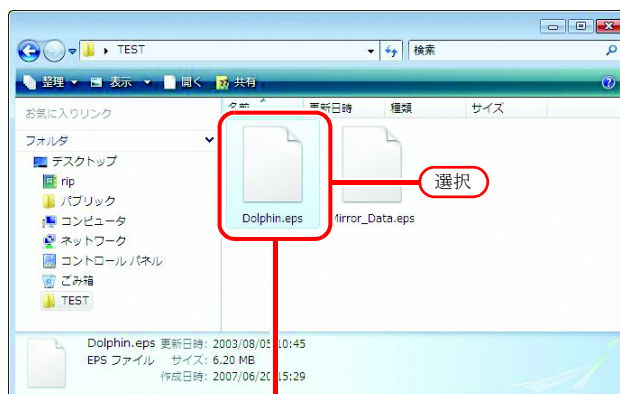 TEST
検索
整理 表示 開く 共有
お気に入りリンク
名前 更新日時 種類 サイズ
フォルダ
デスクトップ
rip
パブリック
コンピュータ
ネットワーク
コントロール パネル
ごみ箱
TEST
Dolphin.eps
Mirror_Data.eps
選択
Dolphin.eps 更新日時: 2003/08/05 10:45
EPS ファイル サイズ: 6.20 MB
作成日時: 2007/06/20 15:29